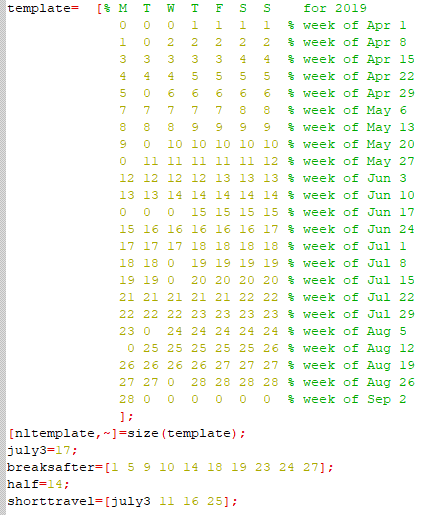 template= [% M T W T F S S for 2019
0 0 0 1 1 1 1 % week of Apr 1
1 0 2 2 2 2 2 % week of Apr 8
3 3 3 3 3 4 4 % week of Apr 15
4 4 4 5 5 5 5 % week of Apr 22
5 0 6 6 6 6 6 % week of Apr 29
7 7 7 7 7 8 8 % week of May 6
8 8 8 9 9 9 9 % week of May 13
9 0 10 10 10 10 10 % week of May 20
0 11 11 11 11 11 12 % week of May 27
12 12 12 12 13 13 13 % week of Jun 3
13 13 14 14 14 14 14 % week of Jun 10
0 0 0 15 15 15 15 % week of Jun 17
15 16 16 16 16 16 17 % week of Jun 24
17 17 17 18 18 18 18 % week of Jul 1
18 18 0 19 19 19 19 % week of Jul 8
19 19 0 20 20 20 20 % week of Jul 15
21 21 21 21 21 22 22 % week of Jul 22
22 22 22 23 23 23 23 % week of Jul 29
23 0 24 24 24 24 24 % week of Aug 5
0 25 25 25 25 25 26 % week of Aug 12
26 26 26 26 27 27 27 % week of Aug 19
27 27 0 28 28 28 28 % week of Aug 26
28 0 0 0 0 0 0 % week of Sep 2
];
[nltemplate,~]=size(template);
july3=17;
breaksafter=[1 5 9 10 14 18 19 23 24 27];
half=14;
shorttravel=[july3 11 16 25];